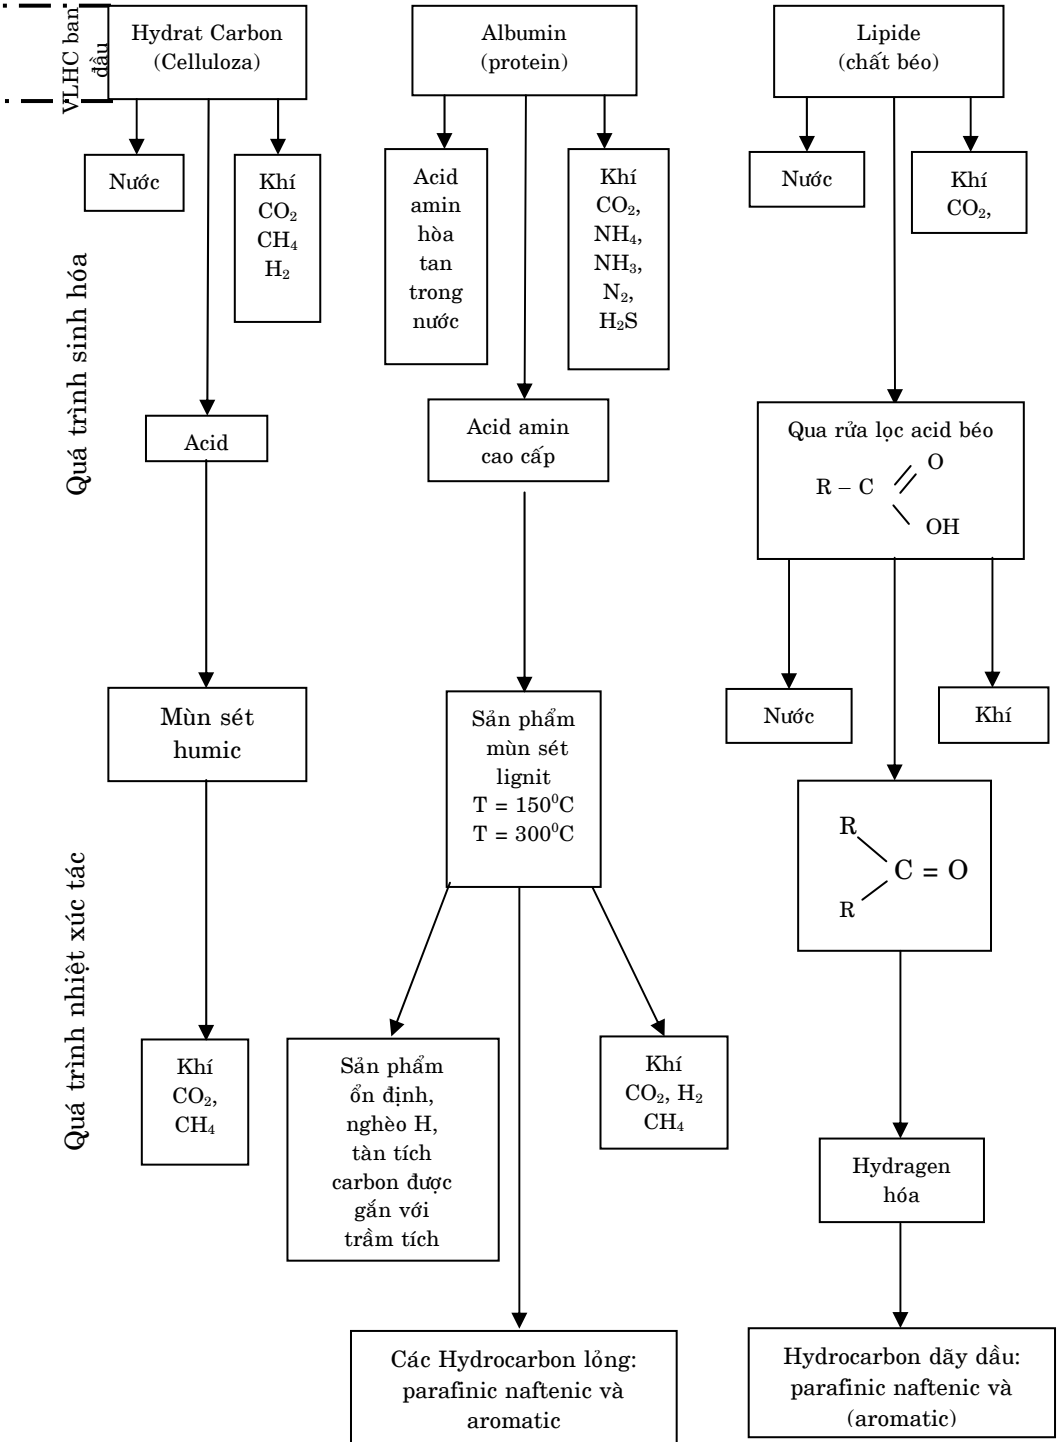 VLHC ban
đầu
Hydrat Carbon
(Celluloza)
Albumin
(protein)
Lipide
(chất béo)
Nước
Khí
CO₂
CH₄
H₂
Acid
amin
hòa
tan
trong
nước
Khí
CO₂,
NH₄,
NH₃,
N₂,
H₂S
Nước
Khí
CO₂,
Quá trình sinh hóa
Acid
Acid amin
cao cấp
Qua rửa lọc acid béo
O
R – C
OH
Mùn sét
humic
Sản phẩm
mùn sét
lignit
T = 150⁰C
T = 300⁰C
Nước
Khí
R
C = O
R
Quá trình nhiệt xúc tác
Khí
CO₂,
CH₄
Sản phẩm
ổn định,
nghèo H,
tàn tích
carbon được
gắn với
trầm tích
Khí
CO₂, H₂
CH₄
Hydragen
hóa
Các Hydrocarbon lỏng:
parafinic naftenic và
aromatic
Hydrocarbon dãy dầu:
parafinic naftenic và
(aromatic)